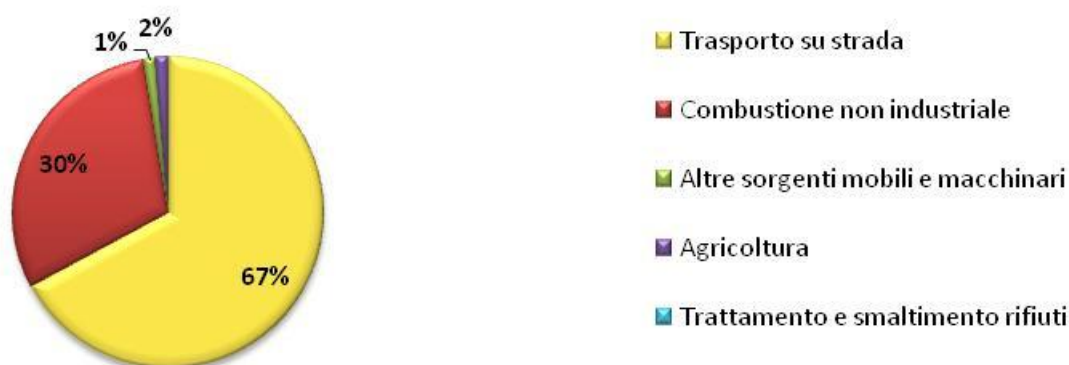 1%
2%
30%
67%
Trasporto su strada
Combustione non industriale
Altre sorgenti mobili e macchinari
Agricoltura
Trattamento e smaltimento rifiuti